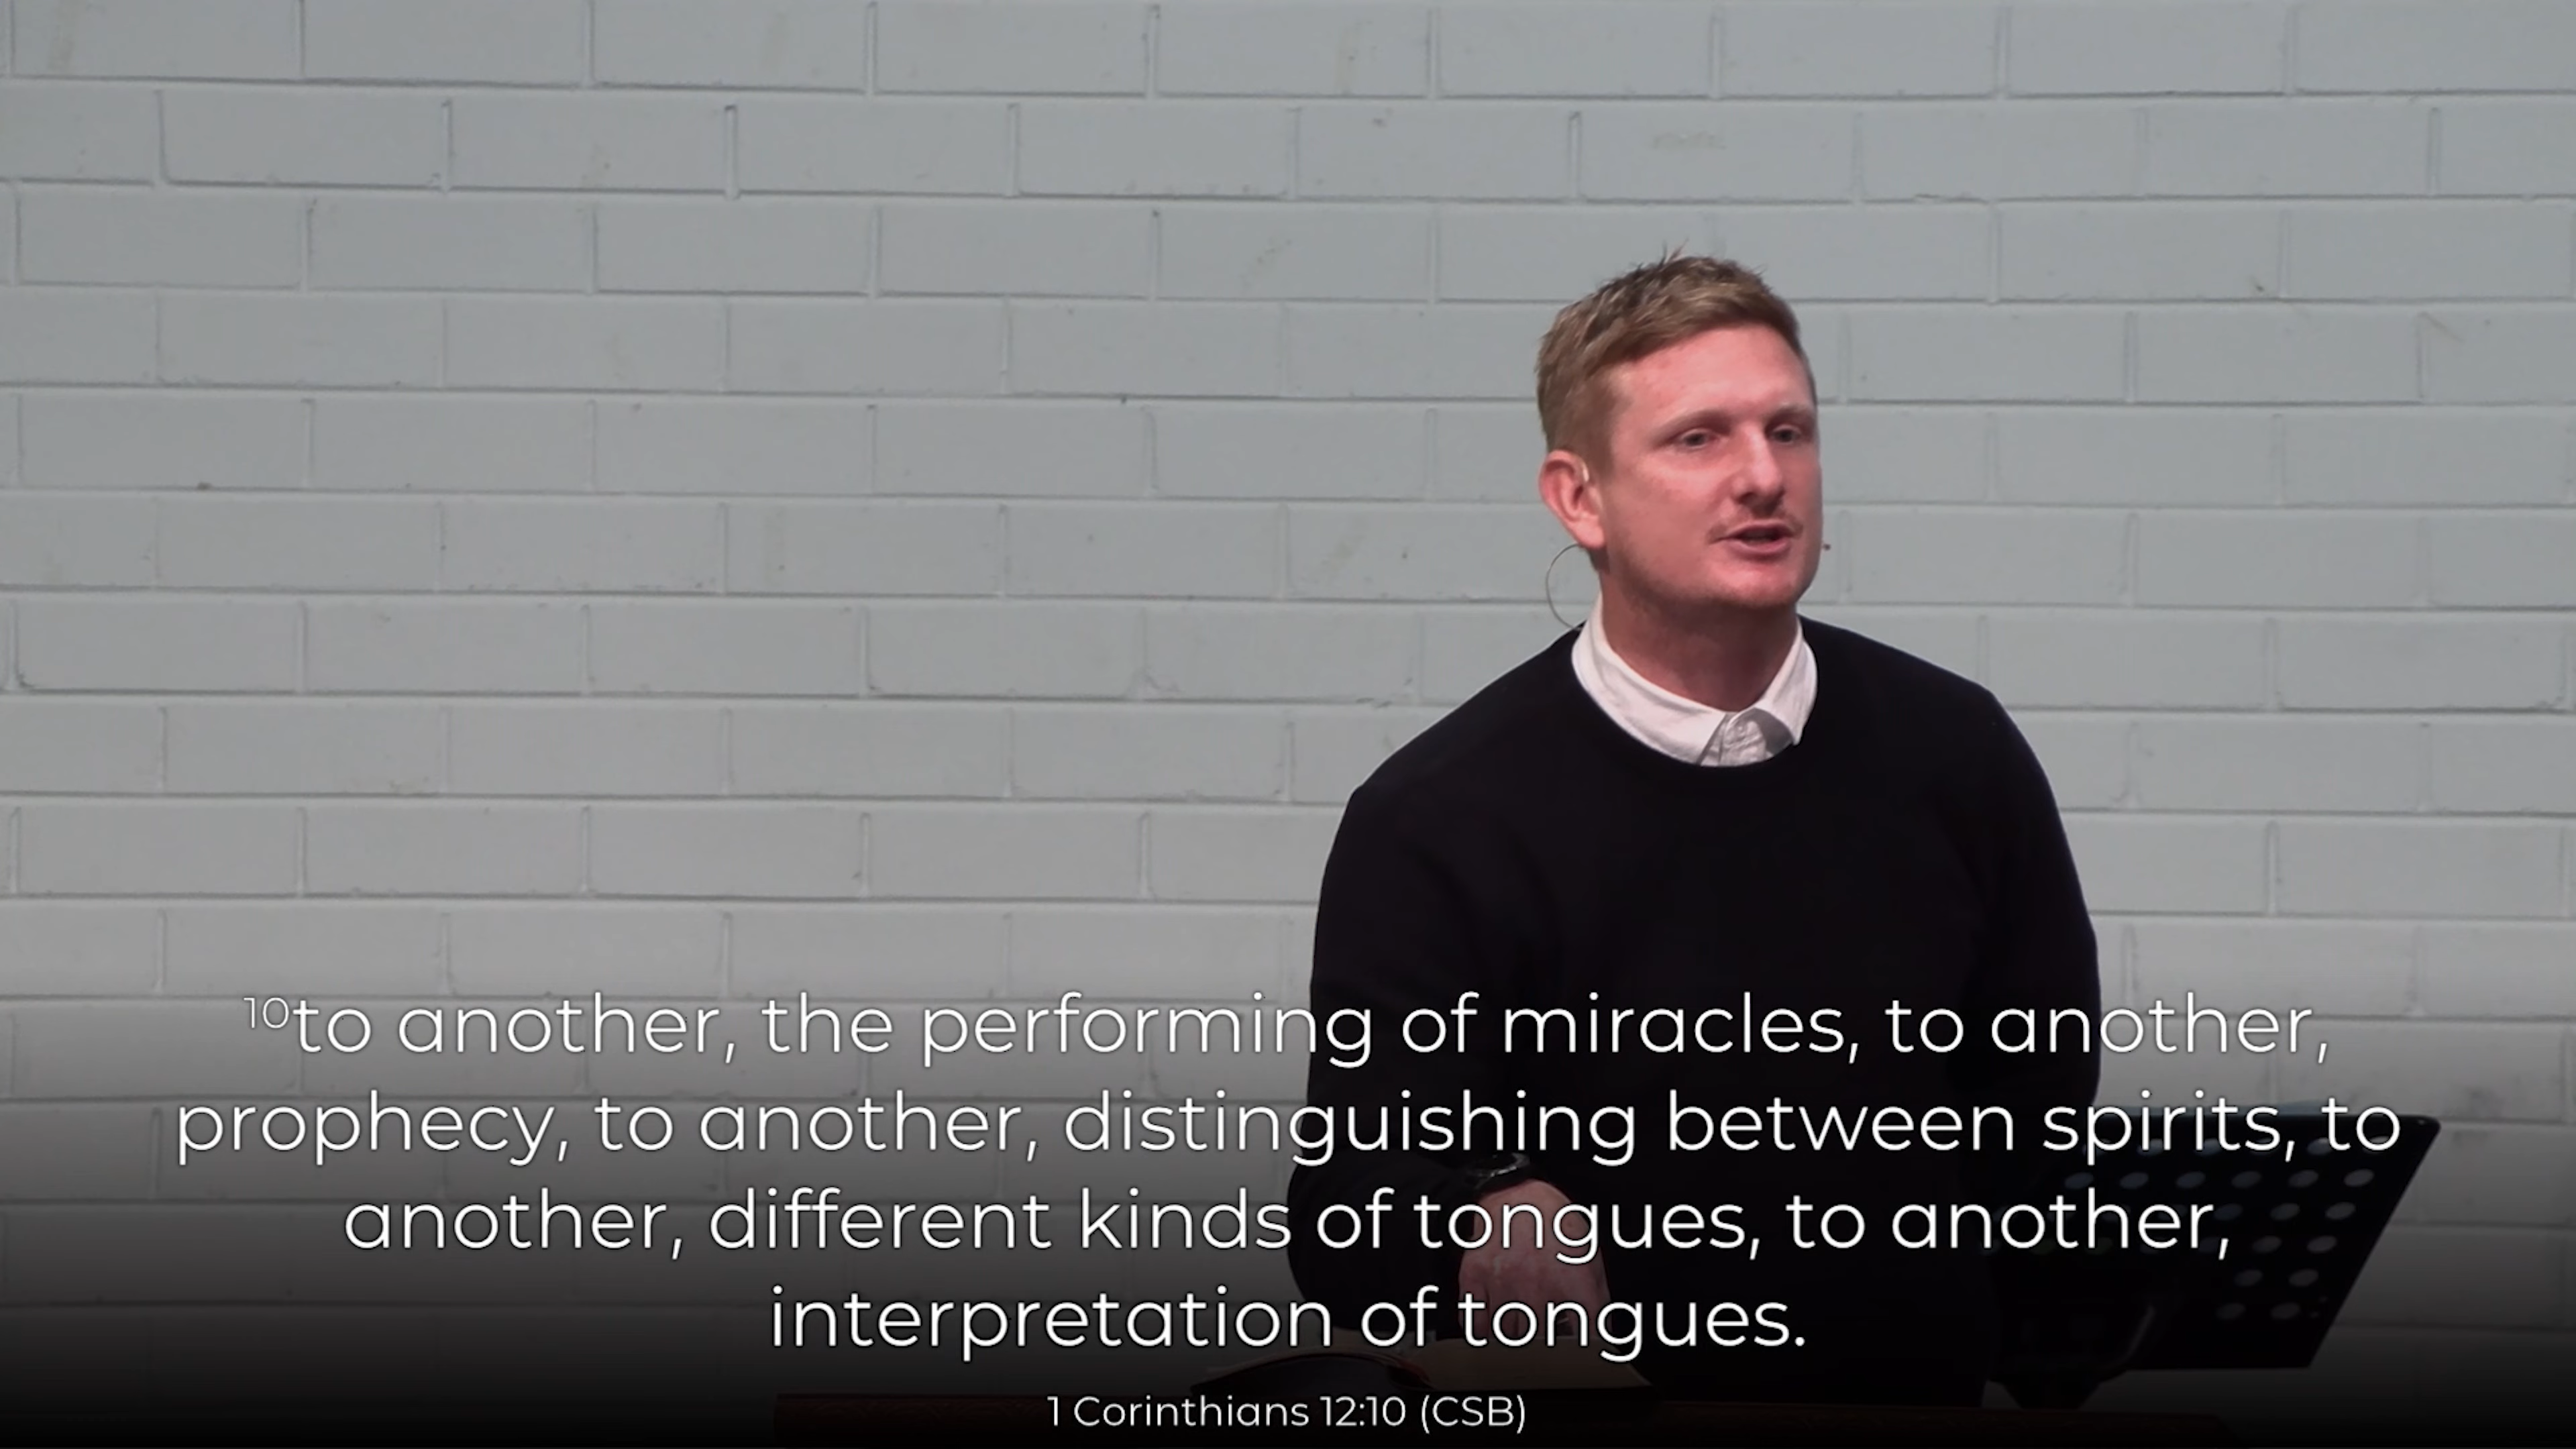 10to another, the performing of miracles, to another,
prophecy, to another, distinguishing between spirits, to
another, different kinds of tongues, to another,
interpretation of tongues.
1 Corinthians 12:10 (CSB)